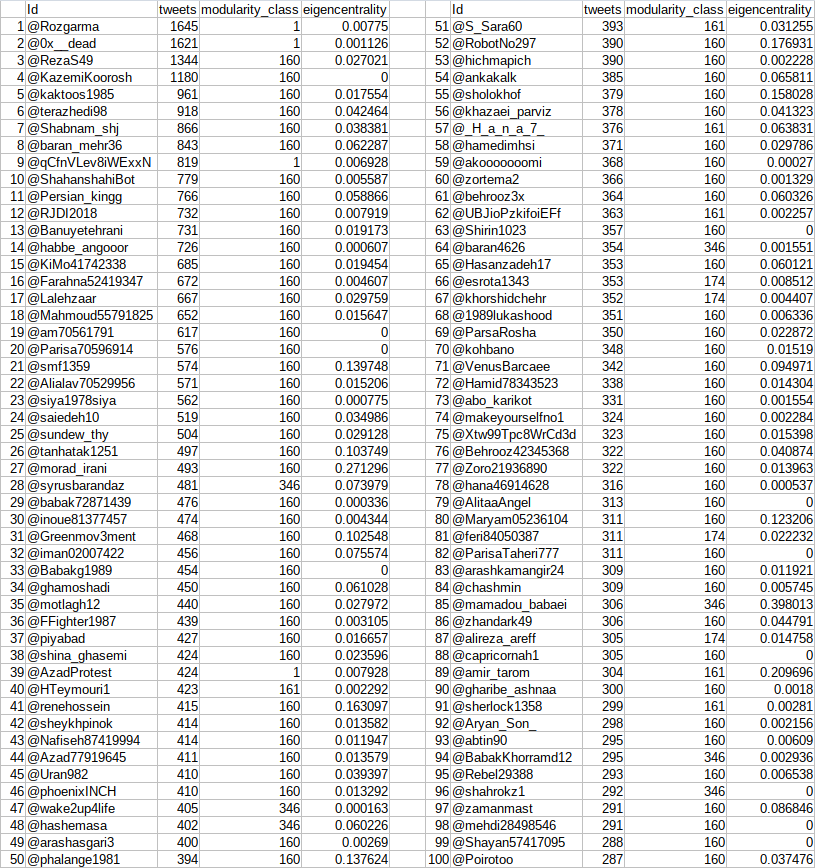 Id tweets modularity_class eigencentrality Id tweets modularity_class eigencentrality
1 @Rozgarma 1645 1 0.00775 51 @S_Sara60 393 161 0.031255
2 @0x__dead 1621 1 0.001126 52 @RobotNo297 390 160 0.176931
3 @RezaS49 1344 160 0.027021 53 @hichmapich 390 160 0.002228
4 @KazemiKoorosh 1180 160 0 54 @ankakalk 385 160 0.065811
5 @kaktoos1985 961 160 0.017554 55 @sholokhof 379 160 0.158028
6 @terazhedi98 918 160 0.042464 56 @khazaei_parviz 378 160 0.041323
7 @Shabnam_shj 866 160 0.038381 57 @_H_a_n_a_7_ 376 161 0.063831
8 @baran_mehr36 843 160 0.062287 58 @hamedimhsi 371 160 0.029786
9 @qCfnVLev8iWExxN 819 1 0.006928 59 @akooooooomi 368 160 0.00027
10 @ShahanshahiBot 779 160 0.005587 60 @zortema2 366 160 0.001329
11 @Persian_kingg 766 160 0.058866 61 @behrooz3x 364 160 0.060326
12 @RJDI2018 732 160 0.007919 62 @UBJioPzkifoiEFf 363 161 0.002257
13 @Banuyetehrani 731 160 0.019173 63 @Shirin1023 357 160 0
14 @habbe_angooor 726 160 0.000607 64 @baran4626 354 346 0.001551
15 @KiMo41742338 685 160 0.019454 65 @Hasanzadeh17 353 160 0.060121
16 @Farahna52419347 672 160 0.004607 66 @esrota1343 353 174 0.008512
17 @Lalehzaar 667 160 0.029759 67 @khorshidchehr 352 174 0.004407
18 @Mahmoud55791825 652 160 0.015647 68 @1989lukashood 351 160 0.006336
19 @am70561791 617 160 0 69 @ParsaRosha 350 160 0.022872
20 @Parisa70596914 576 160 0 70 @kohbano 348 160 0.01519
21 @smf1359 574 160 0.139748 71 @VenusBarcaee 342 160 0.094971
22 @Alialav70529956 571 160 0.015206 72 @Hamid78343523 338 160 0.014304
23 @siya1978siya 562 160 0.000775 73 @abo_karikot 331 160 0.001554
24 @saiedeh10 519 160 0.034986 74 @makeyourselfno1 324 160 0.002284
25 @sundew_thy 504 160 0.029128 75 @Xtw99Tpc8WrCd3d 323 160 0.015398
26 @tanhatak1251 497 160 0.103749 76 @Behrooz42345368 322 160 0.040874
27 @morad_irani 493 160 0.271296 77 @Zoro21936890 322 160 0.013963
28 @syrusbarandaz 481 346 0.073979 78 @hana46914628 316 160 0.000537
29 @babak72871439 476 160 0.000336 79 @AlitaaAngel 313 160 0
30 @inoue81377457 474 160 0.004344 80 @Maryam05236104 311 160 0.123206
31 @Greenmov3ment 468 160 0.102548 81 @feri84050387 311 174 0.022232
32 @iman02007422 456 160 0.075574 82 @ParisaTaheri777 311 160 0
33 @Babakg1989 454 160 0 83 @arashkamangir24 309 160 0.011921
34 @ghamoshadi 450 160 0.061028 84 @chashmin 309 160 0.005745
35 @motlagh12 440 160 0.027972 85 @mamadou_babaei 306 346 0.398013
36 @FFighter1987 439 160 0.003105 86 @zhandark49 306 160 0.044791
37 @piyabad 427 160 0.016657 87 @alireza_areff 305 174 0.014758
38 @shina_ghasemi 424 160 0.023596 88 @capricornah1 305 160 0
39 @AzadProtest 424 1 0.007928 89 @amir_tarom 304 161 0.209696
40 @HTeymouri1 423 161 0.002292 90 @gharibe_ashnaa 300 160 0.0018
41 @renehossein 415 160 0.163097 91 @sherlock1358 299 161 0.00281
42 @sheykhpinok 414 160 0.013582 92 @Aryan_Son_ 298 160 0.002156
43 @Nafiseh87419994 414 160 0.011947 93 @abtin90 295 160 0.00609
44 @Azad77919645 411 160 0.013579 94 @BabakKhorramd12 295 346 0.002936
45 @Uran982 410 160 0.039397 95 @Rebel29388 293 160 0.006538
46 @phoenixINCH 410 160 0.013292 96 @shahrokz1 292 346 0
47 @wake2up4life 405 346 0.000163 97 @zamanmast 291 160 0.086846
48 @hashemasa 402 346 0.060226 98 @mehdi28498546 291 160 0
49 @arashasgari3 400 160 0.00269 99 @Shayan57417095 288 160 0
50 @phalange1981 394 160 0.137624 100 @Poirotoo 287 160 0.037476